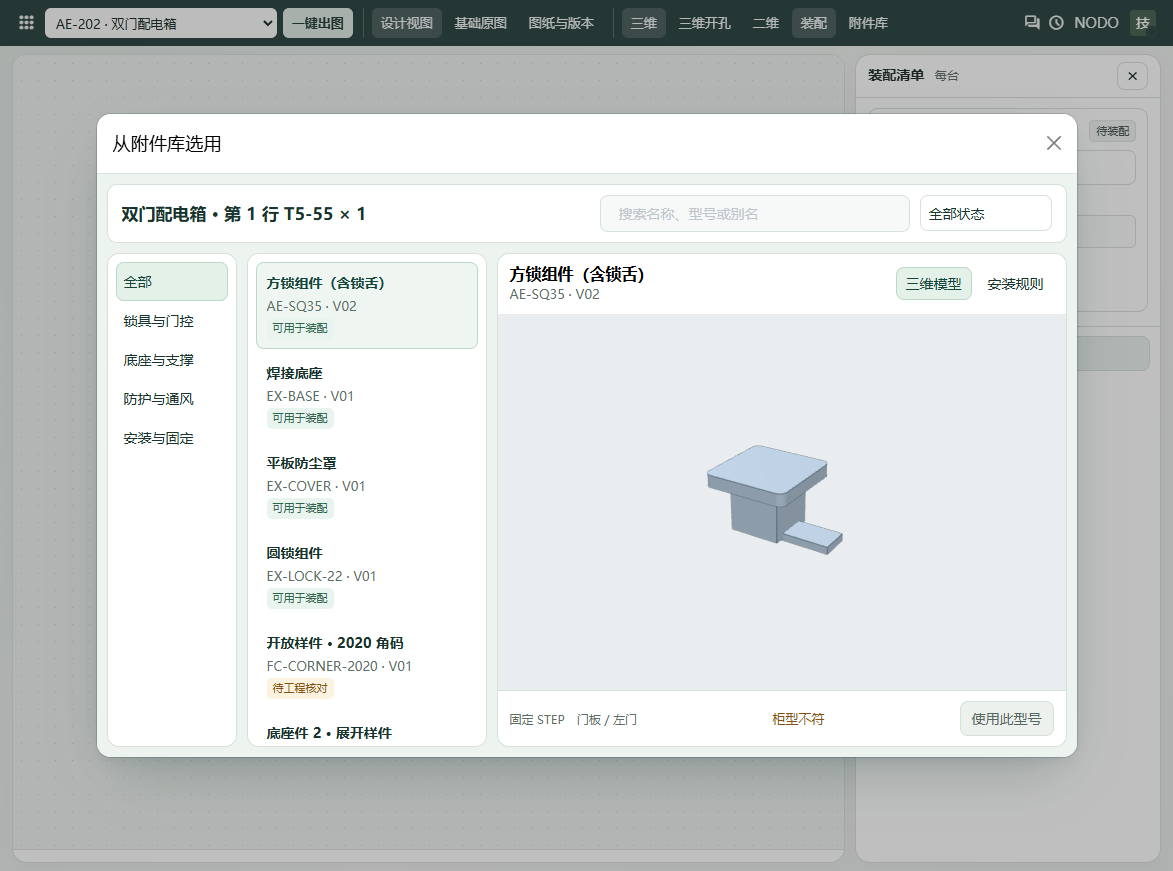 AE-202 · 双门配电箱
一键出图
设计视图
基础原图
图纸与版本
三维
三维开孔
二维
装配
附件库
NODO
技
装配清单 每台
待装配
从附件库选用
双门配电箱 • 第 1 行 T5-55 × 1
搜索名称、型号或别名
全部状态
全部
锁具与门控
底座与支撑
防护与通风
安装与固定
方锁组件（含锁舌）
AE-SQ35 · V02
可用于装配
焊接底座
EX-BASE · V01
可用于装配
平板防尘罩
EX-COVER · V01
可用于装配
圆锁组件
EX-LOCK-22 · V01
可用于装配
开放样件 • 2020 角码
FC-CORNER-2020 · V01
待工程核对
底座件 2 • 展开样件
方锁组件（含锁舌）
AE-SQ35 · V02
三维模型
安装规则
固定 STEP 门板 / 左门
柜型不符
使用此型号